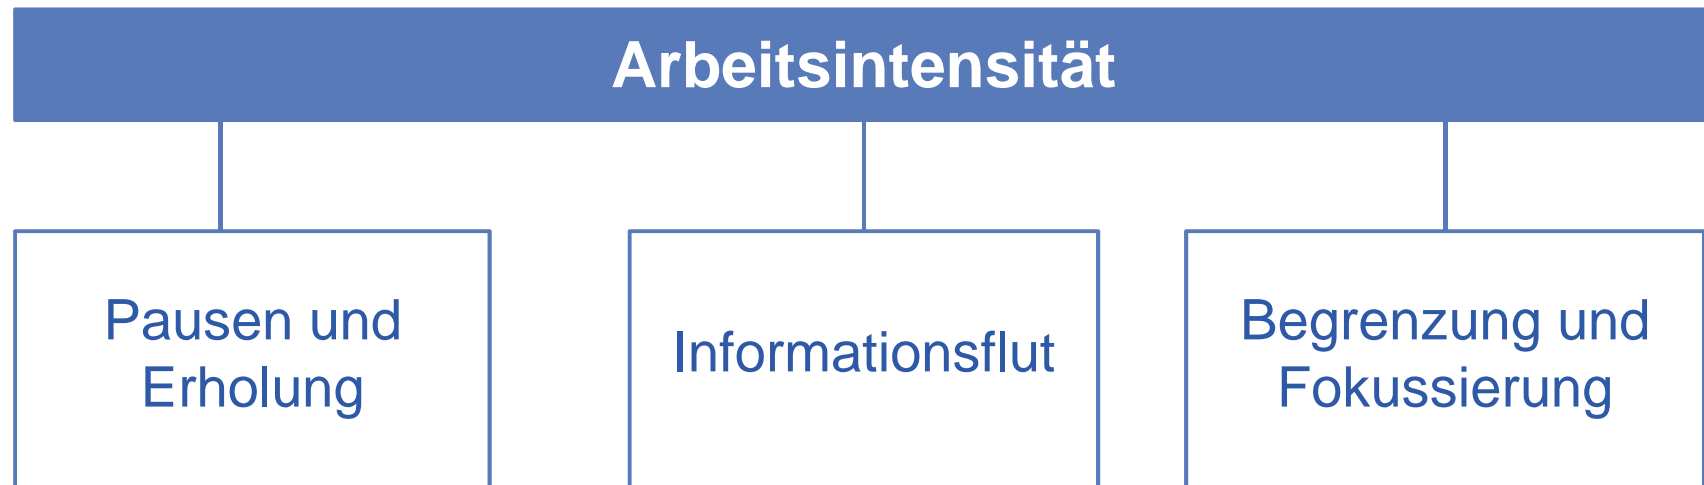 Arbeitsintensität
Pausen und
Erholung
Informationsflut
Begrenzung und
Fokussierung